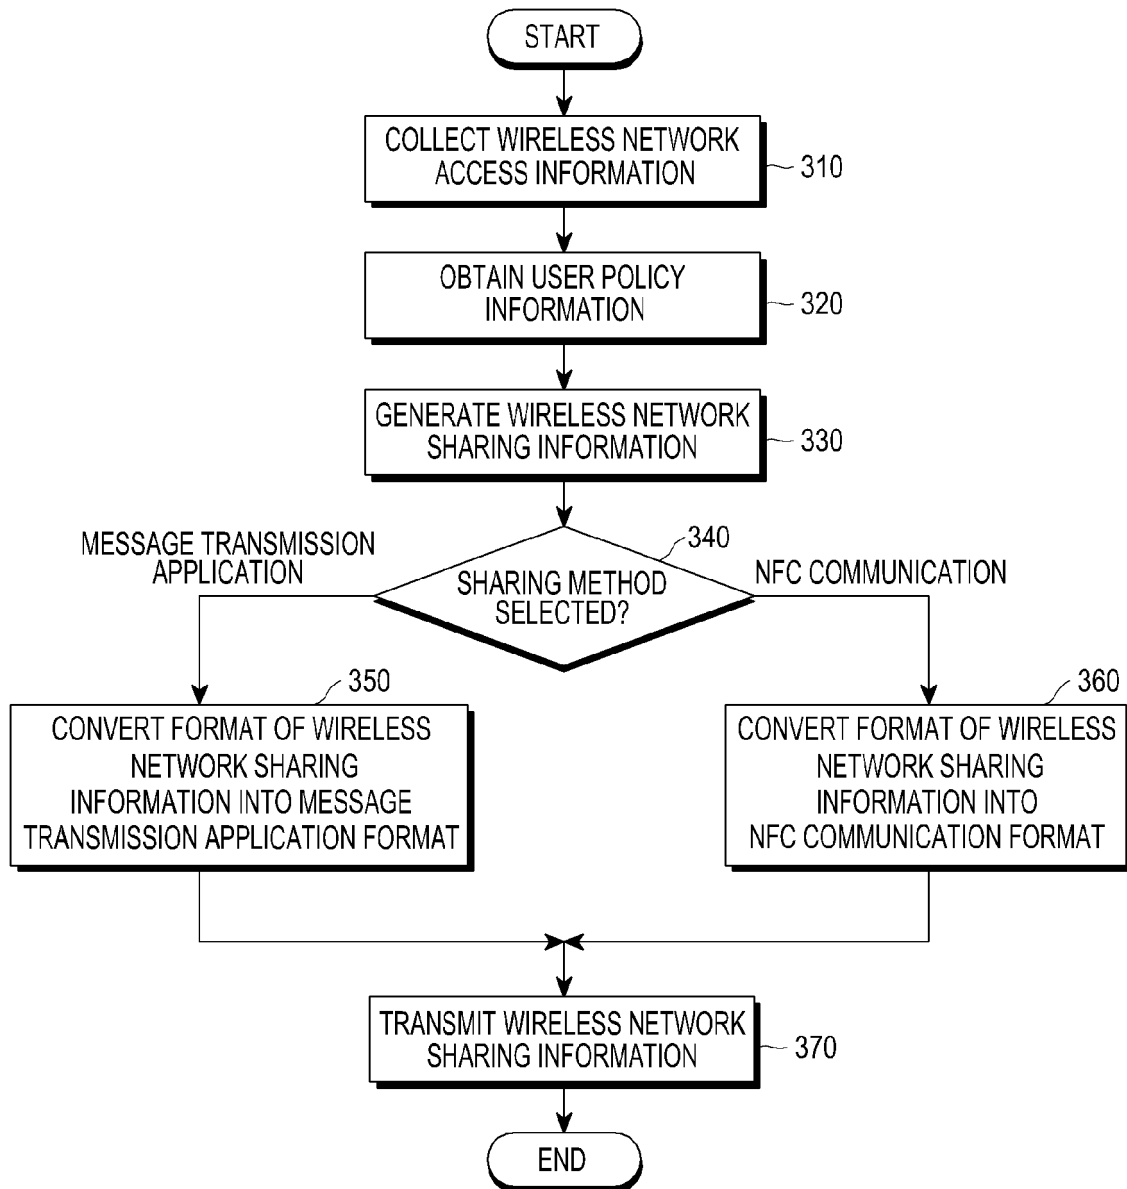 START
COLLECT WIRELESS NETWORK
ACCESS INFORMATION
310
OBTAIN USER POLICY
INFORMATION
320
GENERATE WIRELESS NETWORK
SHARING INFORMATION
330
340
MESSAGE TRANSMISSION
APPLICATION
SHARING METHOD
SELECTED?
NFC COMMUNICATION
350
CONVERT FORMAT OF WIRELESS
NETWORK SHARING
INFORMATION INTO MESSAGE
TRANSMISSION APPLICATION FORMAT
360
CONVERT FORMAT OF WIRELESS
NETWORK SHARING
INFORMATION INTO
NFC COMMUNICATION FORMAT
TRANSMIT WIRELESS NETWORK
SHARING INFORMATION
370
END